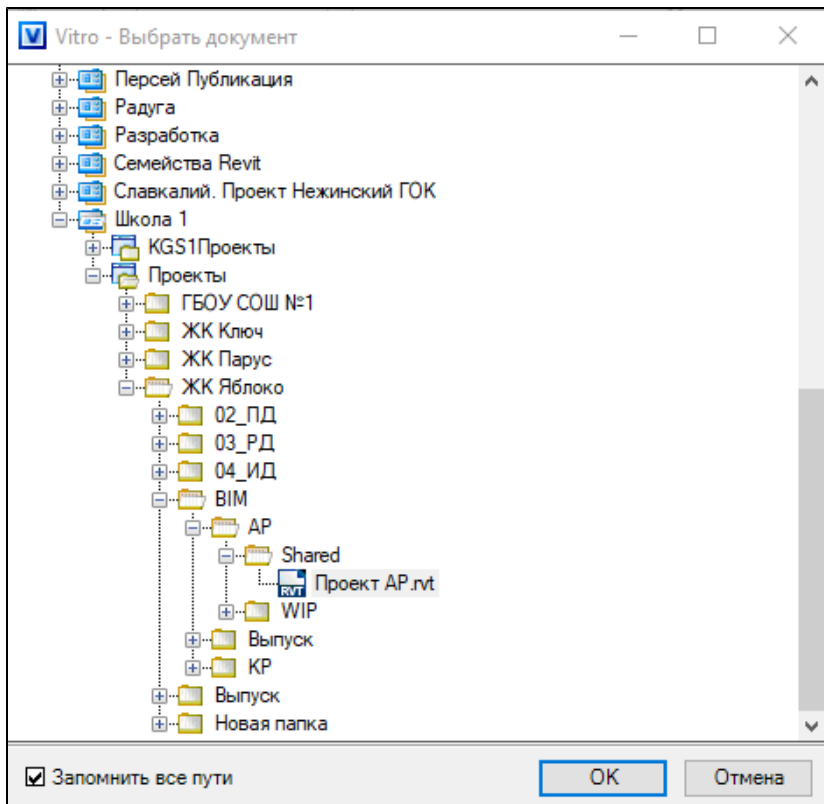 Vitro - Выбрать документ
Персей Публикация
Радуга
Разработка
Семейства Revit
Славкалий. Проект Нежинский ГОК
Школа 1
KGS1Проекты
Проекты
ГБОУ СОШ №1
ЖК Ключ
ЖК Парус
ЖК Яблоко
02_ПД
03_РД
04_ИД
BIM
АР
Shared
RVT Проект АР.rvt
WIP
Выпуск
КР
Выпуск
Новая папка
Запомнить все пути OK Отмена